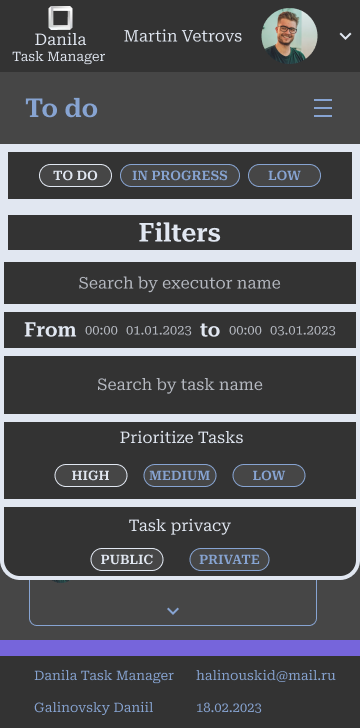 Danila
Task Manager
Martin Vetrovs
To do
TO DO IN PROGRESS LOW
Filters
Search by executor name
From 00:00 01.01.2023 to 00:00 03.01.2023
Search by task name
Prioritize Tasks
HIGH MEDIUM LOW
Task privacy
PUBLIC PRIVATE
Danila Task Manager halinouskid@mail.ru
Galinovsky Daniil 18.02.2023